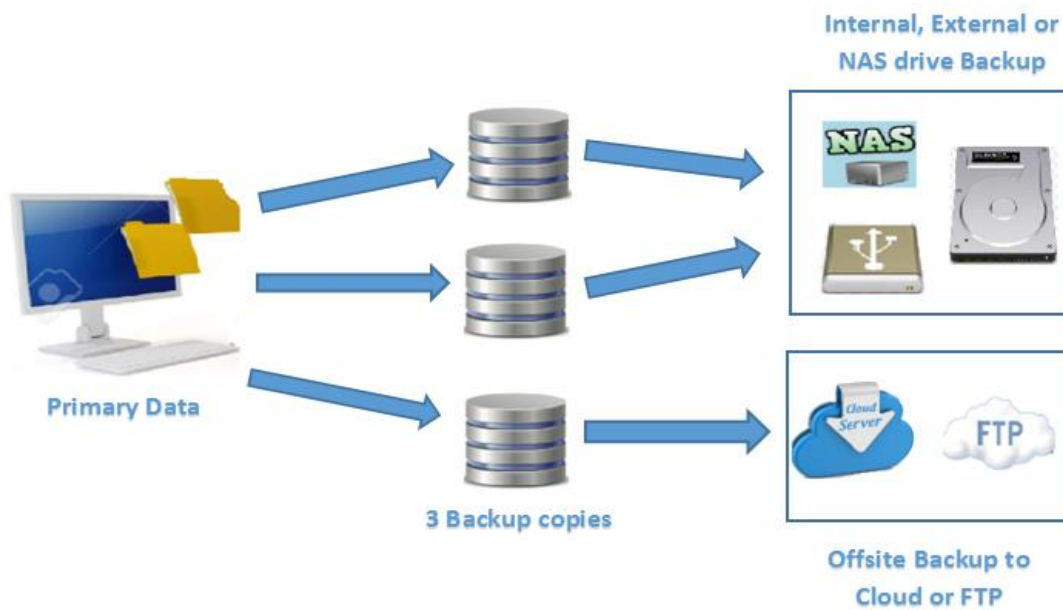 Internal, External or
NAS drive Backup
NAS
Primary Data
3 Backup copies
Cloud
Server
FTP
Offsite Backup to
Cloud or FTP